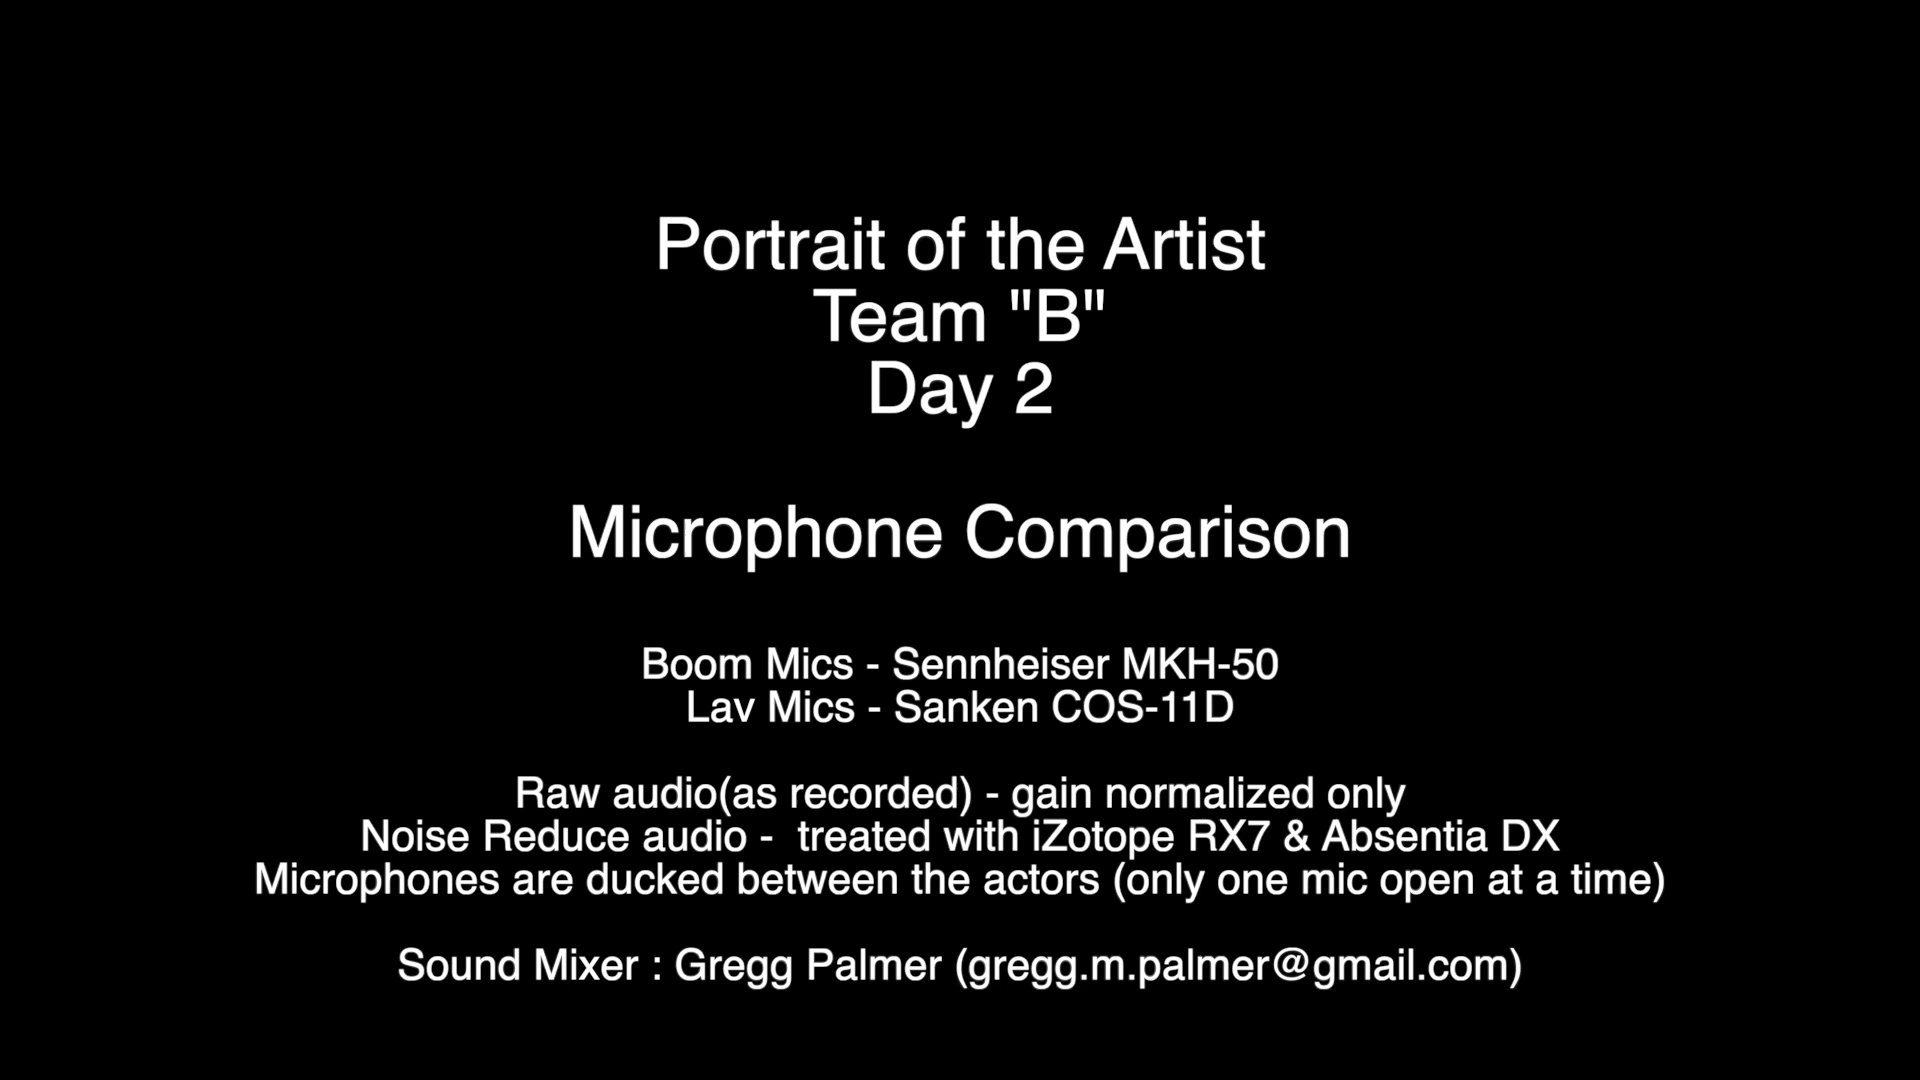 Portrait of the Artist
Team "B"
Day 2
Microphone Comparison
Boom Mics - Sennheiser MKH-50
Lav Mics - Sanken COS-11D
Raw audio(as recorded) - gain normalized only
Noise Reduce audio -  treated with iZotope RX7 & Absentia DX
Microphones are ducked between the actors (only one mic open at a time)
Sound Mixer : Gregg Palmer (gregg.m.palmer@gmail.com)